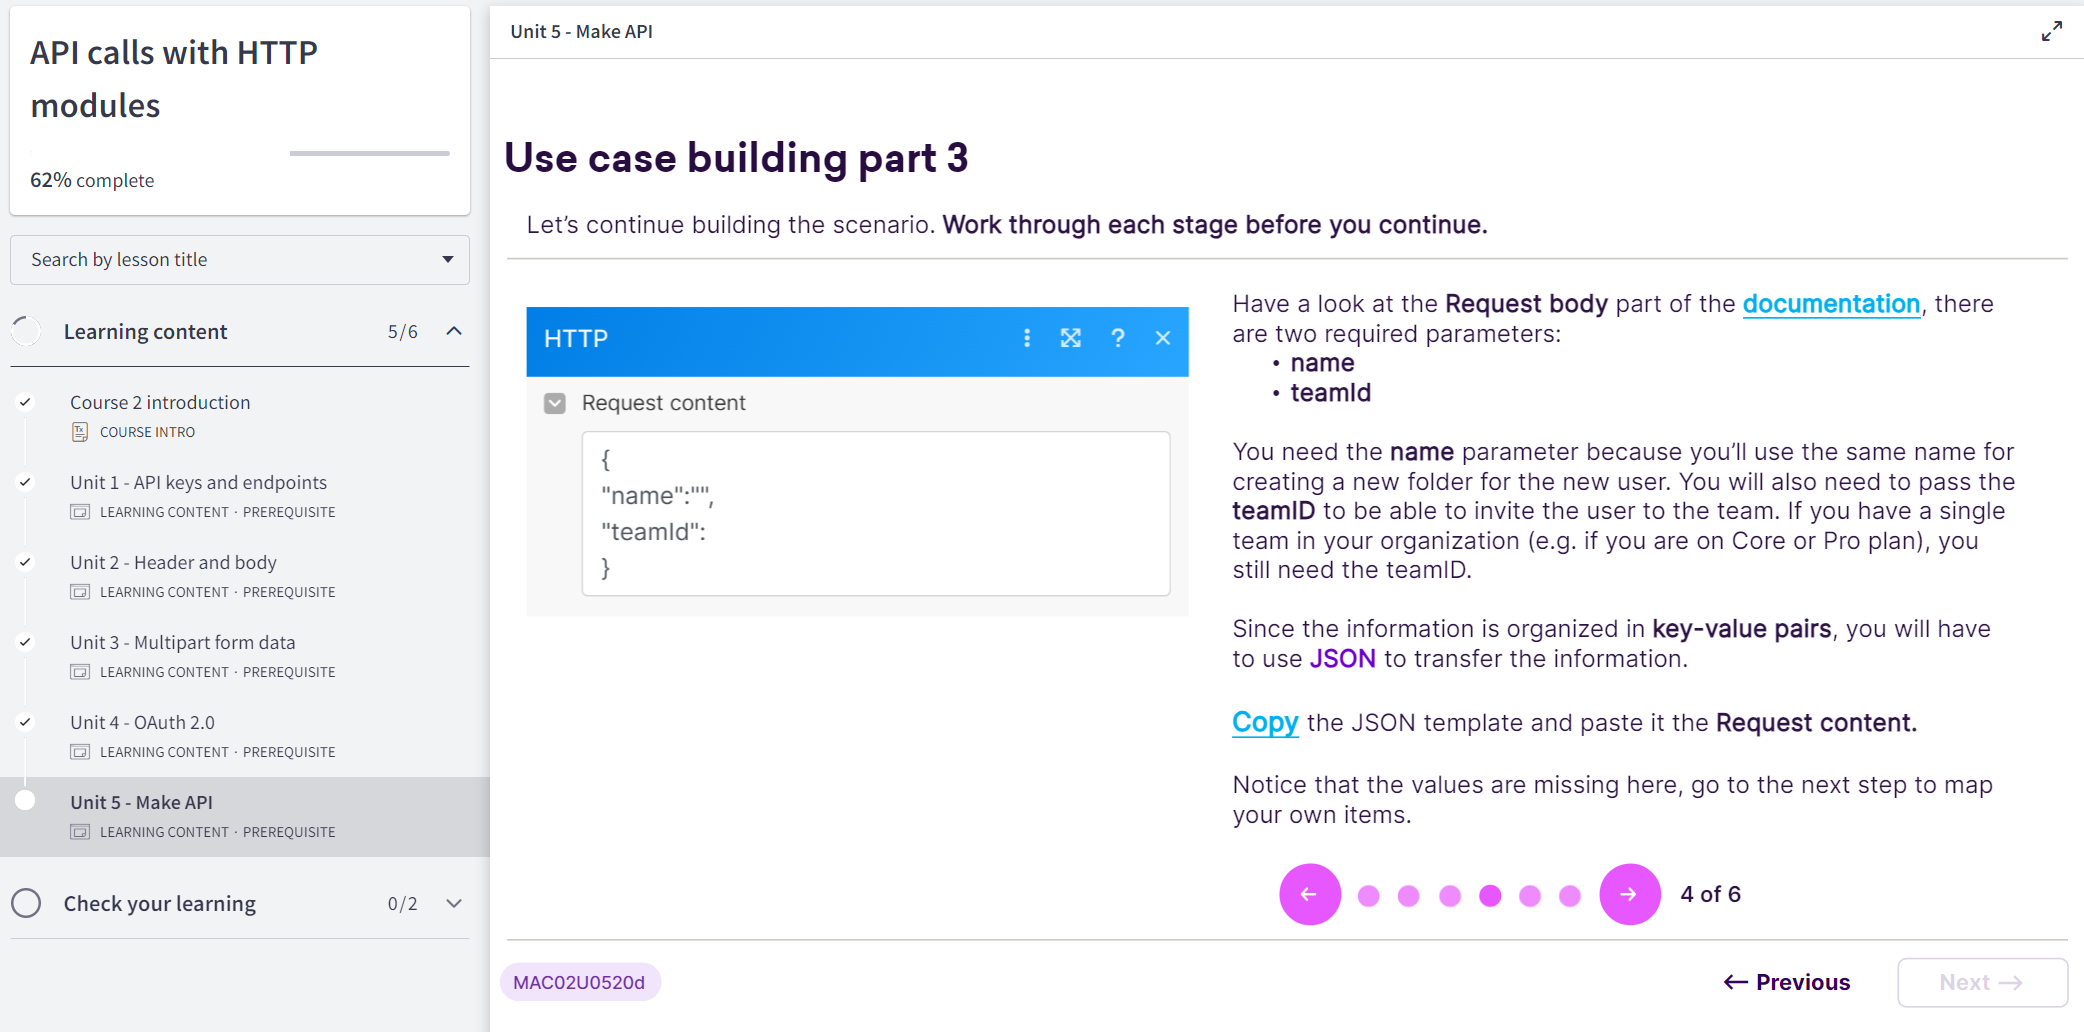 API calls with HTTP
modules
62% complete
Search by lesson title
Learning content 5/6
Course 2 introduction
COURSE INTRO
Unit 1 - API keys and endpoints
LEARNING CONTENT · PREREQUISITE
Unit 2 - Header and body
LEARNING CONTENT · PREREQUISITE
Unit 3 - Multipart form data
LEARNING CONTENT · PREREQUISITE
Unit 4 - OAuth 2.0
LEARNING CONTENT · PREREQUISITE
Unit 5 - Make API
LEARNING CONTENT · PREREQUISITE
Check your learning 0/2
Unit 5 - Make API
Use case building part 3
Let’s continue building the scenario. Work through each stage before you continue.
HTTP
Request content
{
"name":"",
"teamId":
}
Have a look at the Request body part of the documentation, there
are two required parameters:
• name
• teamId
You need the name parameter because you’ll use the same name for
creating a new folder for the new user. You will also need to pass the
teamID to be able to invite the user to the team. If you have a single
team in your organization (e.g. if you are on Core or Pro plan), you
still need the teamID.
Since the information is organized in key-value pairs, you will have
to use JSON to transfer the information.
Copy the JSON template and paste it the Request content.
Notice that the values are missing here, go to the next step to map
your own items.
4 of 6
MAC02U0520d
← Previous
Next →